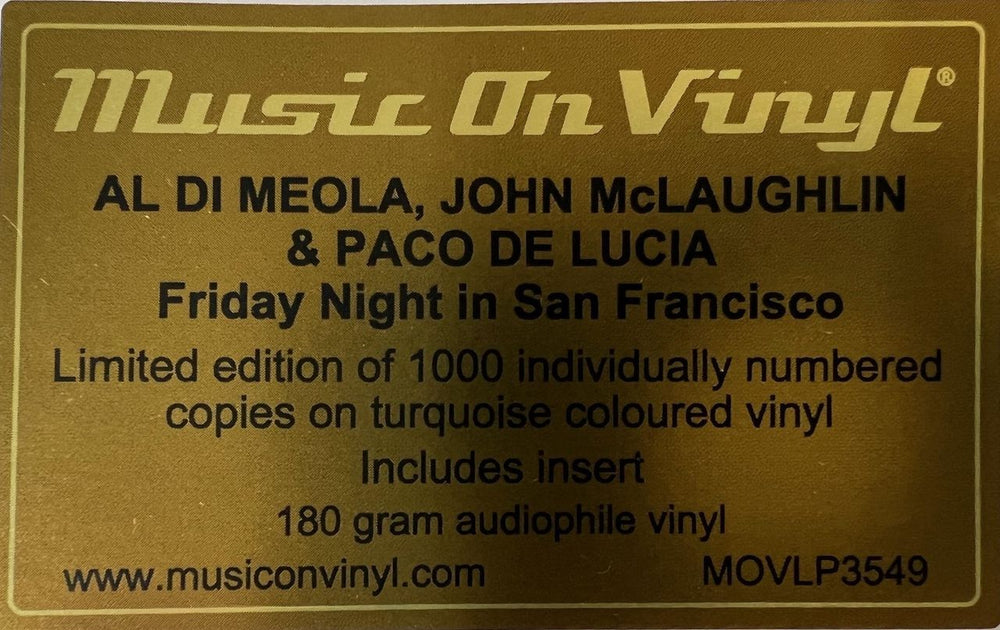 Music On Vinyl®
AL DI MEOLA, JOHN McLAUGHLIN
& PACO DE LUCIA
Friday Night in San Francisco
Limited edition of 1000 individually numbered
copies on turquoise coloured vinyl
Includes insert
180 gram audiophile vinyl
www.musiconvinyl.com MOVLP3549